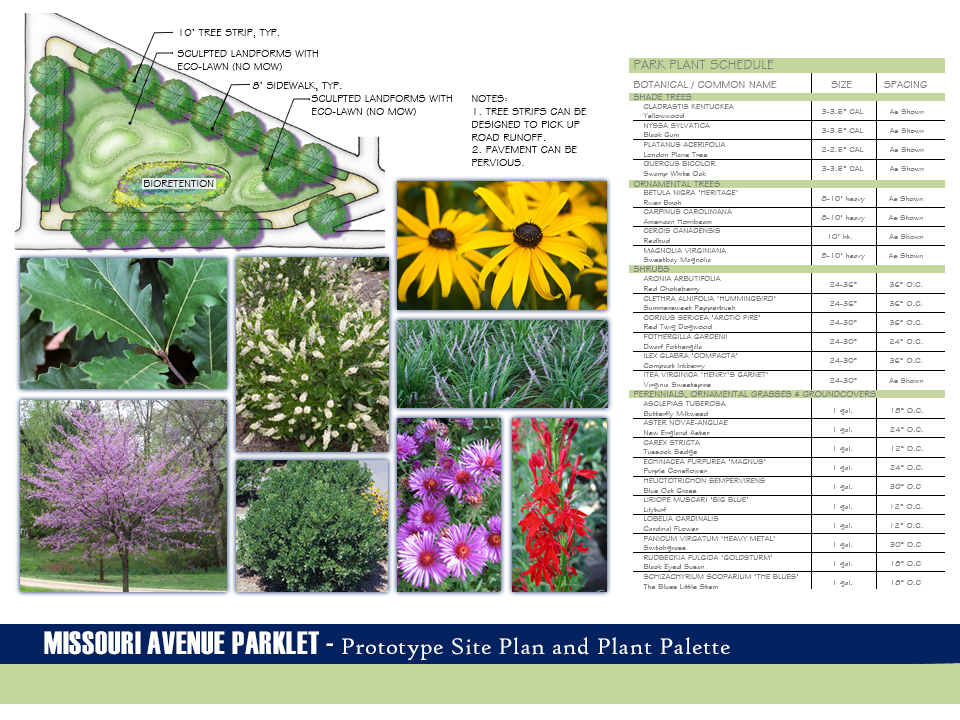 10' TREE STRIP, TYP.
SCULPTED LANDFORMS WITH
ECO-LAWN (NO MOW)
8' SIDEWALK, TYP.
SCULPTED LANDFORMS WITH
ECO-LAWN (NO MOW)
BIORETENTION
NOTES:
1. TREE STRIPS CAN BE
DESIGNED TO PICK UP
ROAD RUNOFF.
2. PAVEMENT CAN BE
PERVIOUS.
PARK PLANT SCHEDULE
BOTANICAL / COMMON NAME SIZE SPACING
SHADE TREES
CLADRASTIS KENTUCKEA
Yellowwood 3-3.5" CAL As Shown
NYSSA SYLVATICA
Black Gum 3-3.5" CAL As Shown
PLATANUS ACERIFOLIA
London Plane Tree 2-2.5" CAL As Shown
QUERCUS BICOLOR
Swamp White Oak 3-3.5" CAL As Shown
ORNAMENTAL TREES
BETULA NIGRA 'HERITAGE'
River Birch 8-10' heavy As Shown
CARPINUS CAROLINIANA
American Hornbeam 8-10' heavy As Shown
CERCIS CANADENSIS
Redbud 10' ht. As Shown
MAGNOLIA VIRGINIANA
Sweetbay Magnolia 8-10' heavy As Shown
SHRUBS
ARONIA ARBUTIFOLIA
Red Chokeberry 24-36" 36" O.C.
CLETHRA ALNIFOLIA 'HUMMINGBIRD'
Summersweet Pepperbush 24-36" 36" O.C.
CORNUS SERICEA 'ARCTIC FIRE'
Red Twig Dogwood 24-30" 36" O.C.
FOTHERGILLA GARDENII
Dwarf Fothergilla 24-30" 24" O.C.
ILEX GLABRA 'COMPACTA'
Compact Inkberry 24-30" 36" O.C.
ITEA VIRGINICA 'HENRY'S GARNET'
Virginia Sweetspire 24-30" As Shown
PERENNIALS, ORNAMENTAL GRASSES & GROUNDCOVERS
ASCLEPIAS TUBEROSA
Butterfly Milkweed 1 gal. 18" O.C.
ASTER NOVAE-ANGLIAE
New England Aster 1 gal. 24" O.C.
CAREX STRICTA
Tussock Sedge 1 gal. 12" O.C.
ECHINACEA PURPUREA 'MAGNUS'
Purple Coneflower 1 gal. 24" O.C.
HELICTOTRICHON SEMPERVIRENS
Blue Oat Grass 1 gal. 30" O.C
LIRIOPE MUSCARI 'BIG BLUE'
Lilyturf 1 gal. 12" O.C.
LOBELIA CARDINALIS
Cardinal FLower 1 gal. 12" O.C.
PANICUM VIRGATUM 'HEAVY METAL'
Switchgrass 1 gal. 30" O.C
RUDBECKIA FULGIDA 'GOLDSTURM'
Black Eyed Susan 1 gal. 18" O.C
SCHIZACHYRIUM SCOPARIUM 'THE BLUES'
The Blues Little Stem 1 gal. 18" O.C
MISSOURI AVENUE PARKLET - Prototype Site Plan and Plant Palette